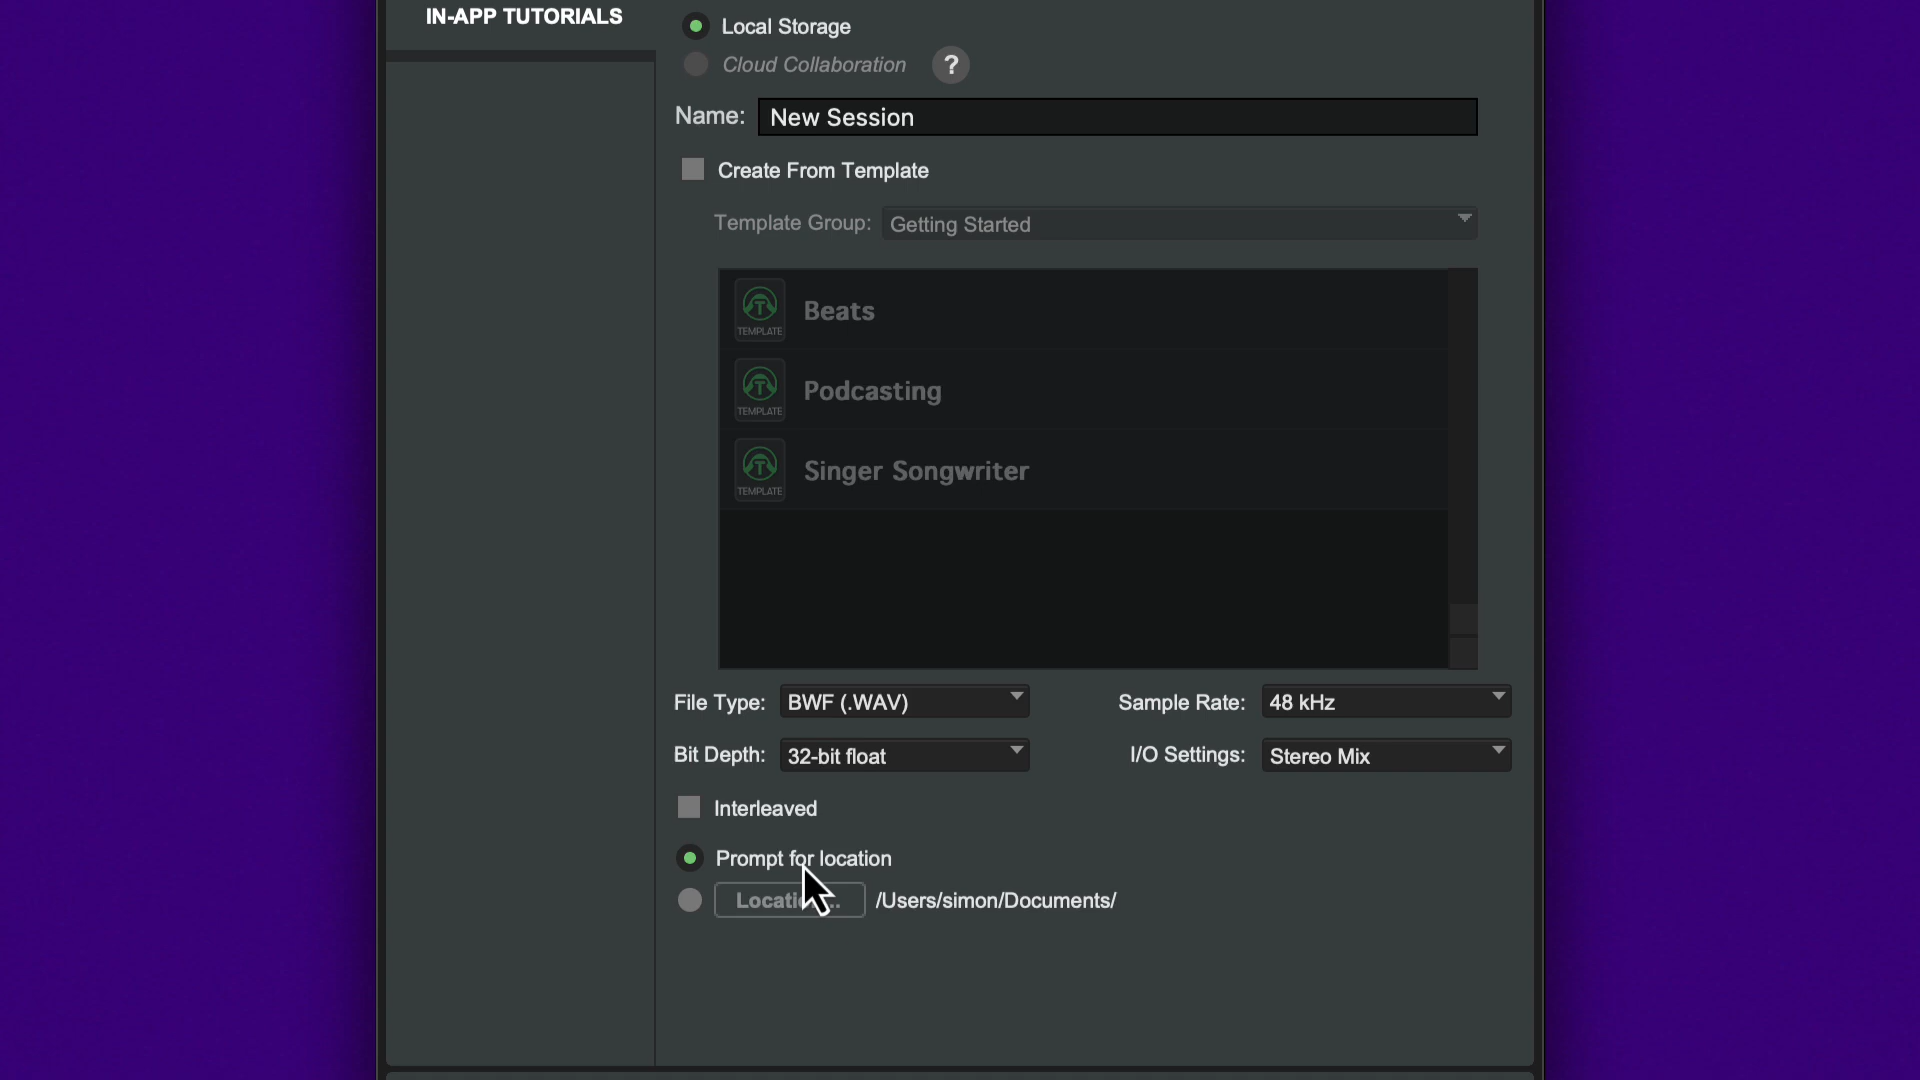 IN-APP TUTORIALS
Local Storage
Cloud Collaboration ?
Name: New Session
Create From Template
Template Group: Getting Started
TEMPLATE Beats
TEMPLATE Podcasting
TEMPLATE Singer Songwriter
File Type: BWF (.WAV) Sample Rate: 48 kHz
Bit Depth: 32-bit float I/O Settings: Stereo Mix
Interleaved
Prompt for location
/Users/simon/Documents/